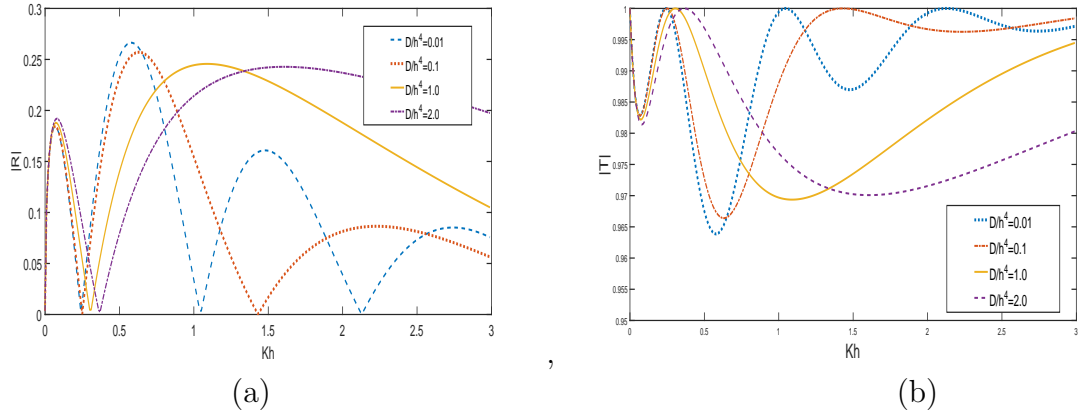 |R|
0.3
0.25
0.2
0.15
0.1
0.05
0
0
0.5
1
1.5
2
2.5
3
Kh
D/h⁴=0.01
D/h⁴=0.1
D/h⁴=1.0
D/h⁴=2.0
(a)
,
|T|
1
0.995
0.99
0.985
0.98
0.975
0.97
0.965
0.96
0.955
0.95
0
0.5
1
1.5
2
2.5
3
Kh
D/h⁴=0.01
D/h⁴=0.1
D/h⁴=1.0
D/h⁴=2.0
(b)